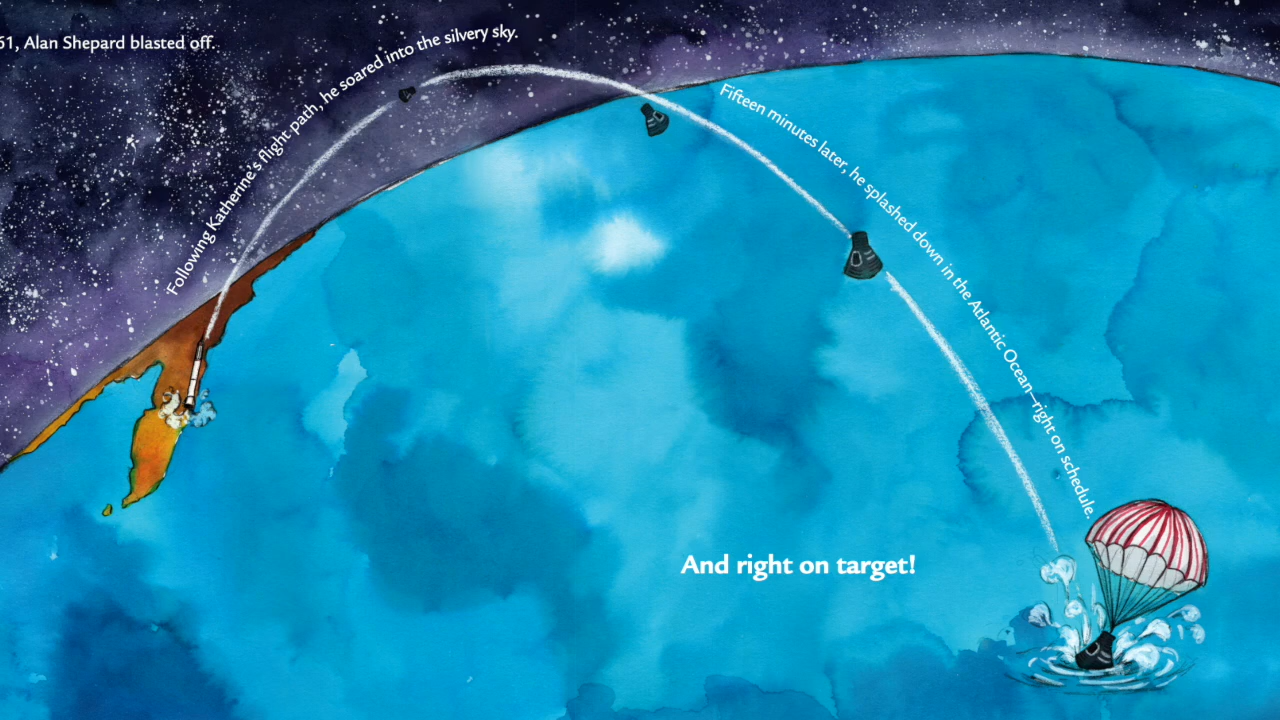 61, Alan Shepard blasted off.
Following Katherine's flight path, he soared into the silvery sky.
Fifteen minutes later, he splashed down in the Atlantic Ocean—right on schedule.
And right on target!